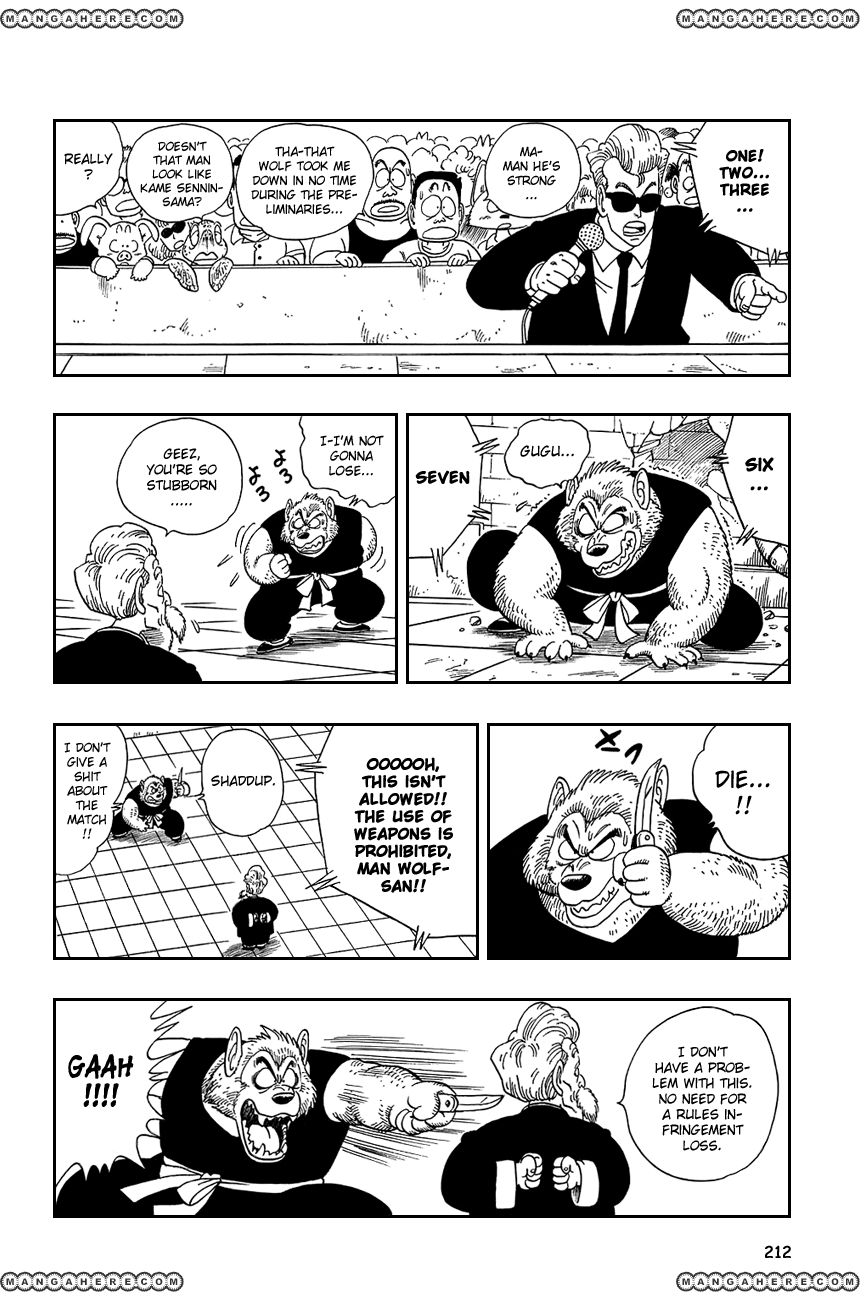 MANGAHERE.COM
MANGAHERE.COM
ONE!
TWO...
THREE
...
MA-
MAN HE'S
STRONG
...
THA-THAT
WOLF TOOK ME
DOWN IN NO TIME
DURING THE PRE-
LIMINARIES...
DOESN'T
THAT MAN
LOOK LIKE
KAME SENNIN-
SAMA?
REALLY
?
SIX
...
GUGU...
SEVEN
I-I'M NOT
GONNA
LOSE...
よろ
よろ
GEEZ,
YOU'RE SO
STUBBORN
.....
DIE...
!!
OOOOOH,
THIS ISN'T
ALLOWED!!
THE USE OF
WEAPONS IS
PROHIBITED,
MAN WOLF-
SAN!!
SHADDUP.
I DON'T
GIVE A
SHIT
ABOUT
THE
MATCH
!!
I DON'T
HAVE A PROB-
LEM WITH THIS.
NO NEED FOR
A RULES IN-
FRINGEMENT
LOSS.
GAAH
!!!!
212
MANGAHERE.COM
MANGAHERE.COM